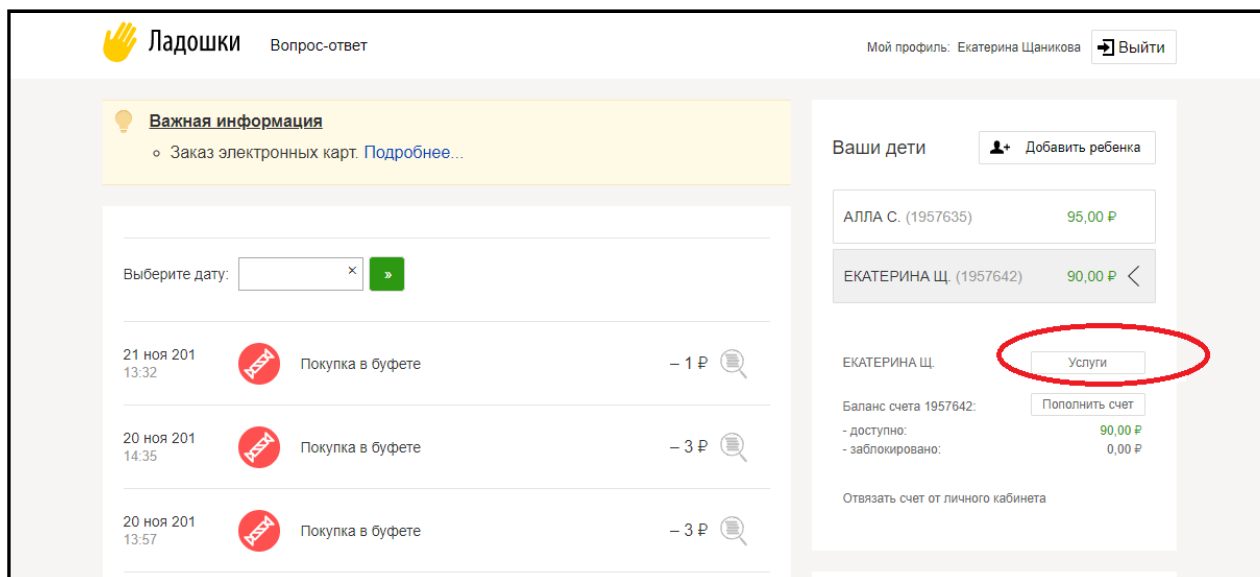 Ладошки
Вопрос-ответ
Мой профиль: Екатерина Щаникова
Выйти
Важная информация
Заказ электронных карт. Подробнее...
Выберите дату:
×
»
21 ноя 201
13:32
Покупка в буфете
– 1 ₽
20 ноя 201
14:35
Покупка в буфете
– 3 ₽
20 ноя 201
13:57
Покупка в буфете
– 3 ₽
Ваши дети
Добавить ребенка
АЛЛА С. (1957635) 95,00 ₽
ЕКАТЕРИНА Щ. (1957642) 90,00 ₽
ЕКАТЕРИНА Щ. Услуги
Баланс счета 1957642: Пополнить счет
- доступно: 90,00 ₽
- заблокировано: 0,00 ₽
Отвязать счет от личного кабинета